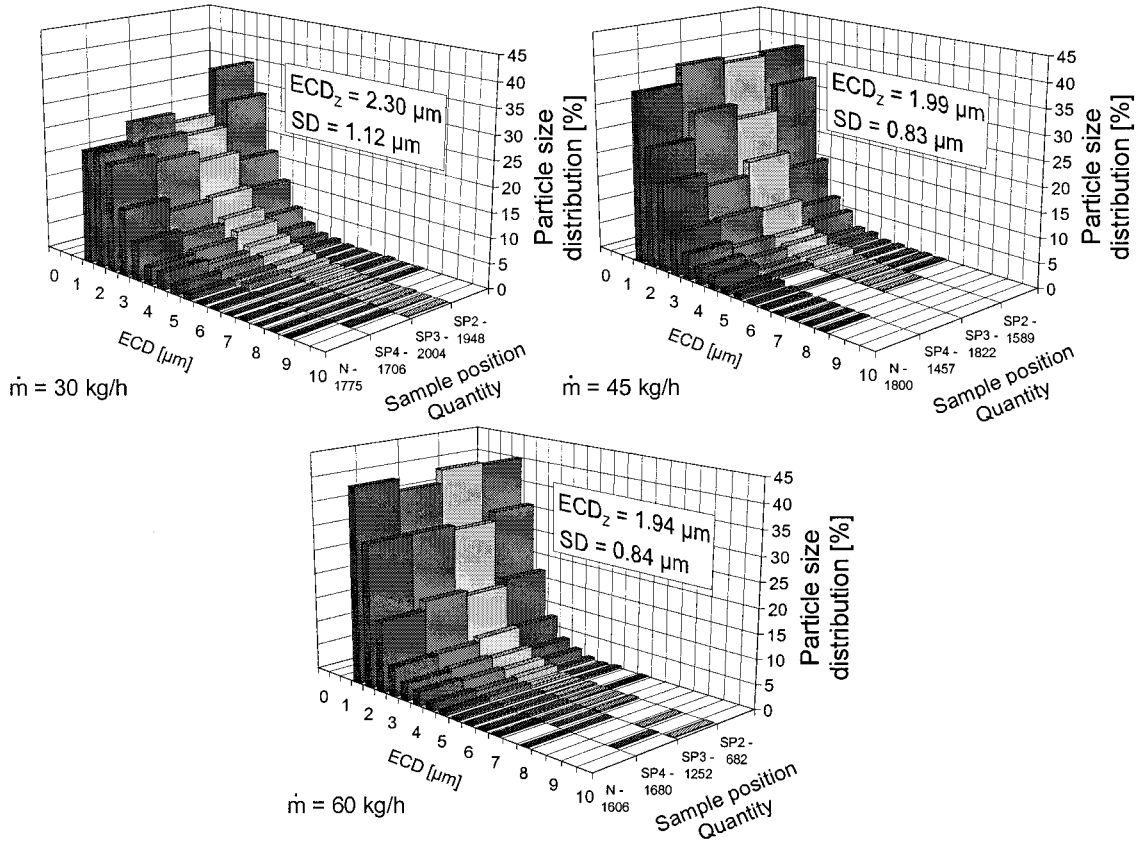 45
40
35
30
25
20
15
10
5
0
Particle size
distribution [%]
ECD_z = 2.30 µm
SD = 1.12 µm
0
1
2
3
4
5
6
7
8
9
10
ECD [µm]
N -
1775
SP4 -
1706
SP3 -
2004
SP2 -
1948
Sample position
Quantity
ṁ = 30 kg/h
45
40
35
30
25
20
15
10
5
0
Particle size
distribution [%]
ECD_z = 1.99 µm
SD = 0.83 µm
0
1
2
3
4
5
6
7
8
9
10
ECD [µm]
N -
1800
SP4 -
1457
SP3 -
1822
SP2 -
1589
Sample position
Quantity
ṁ = 45 kg/h
45
40
35
30
25
20
15
10
5
0
Particle size
distribution [%]
ECD_z = 1.94 µm
SD = 0.84 µm
0
1
2
3
4
5
6
7
8
9
10
ECD [µm]
N -
1606
SP4 -
1680
SP3 -
1252
SP2 -
682
Sample position
Quantity
ṁ = 60 kg/h